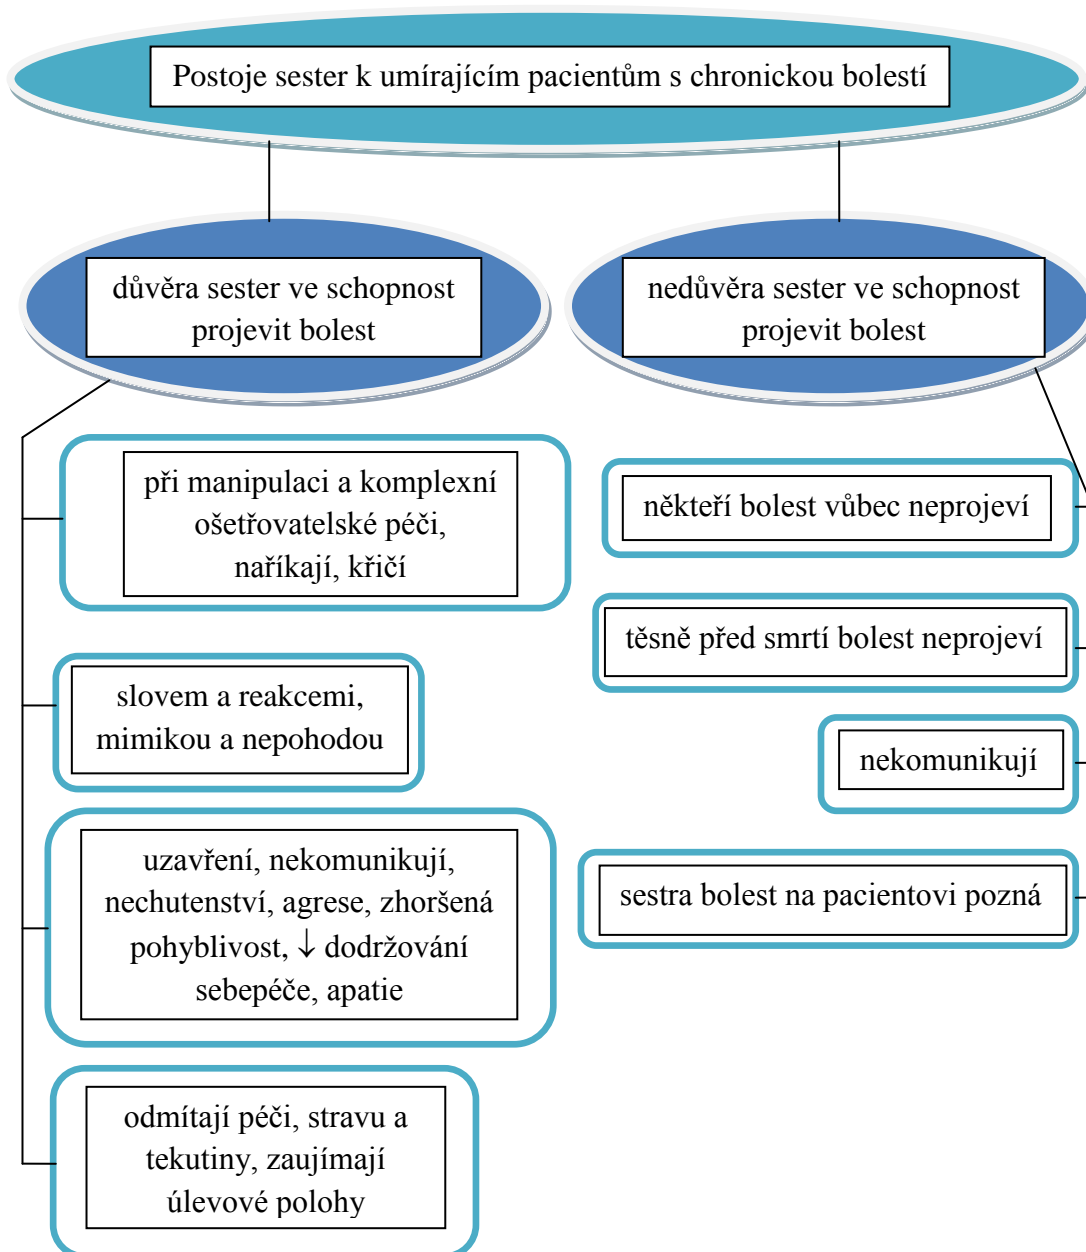 Postoje sester k umírajícím pacientům s chronickou bolestí
důvěra sester ve schopnost
projevit bolest
nedůvěra sester ve schopnost
projevit bolest
při manipulaci a komplexní
ošetřovatelské péči,
naříkají, křičí
slovem a reakcemi,
mimikou a nepohodou
uzavření, nekomunikují,
nechutenství, agrese, zhoršená
pohyblivost, ↓ dodržování
sebepéče, apatie
odmítají péči, stravu a
tekutiny, zaujímají
úlevové polohy
někteří bolest vůbec neprojeví
těsně před smrtí bolest neprojeví
nekomunikují
sestra bolest na pacientovi pozná